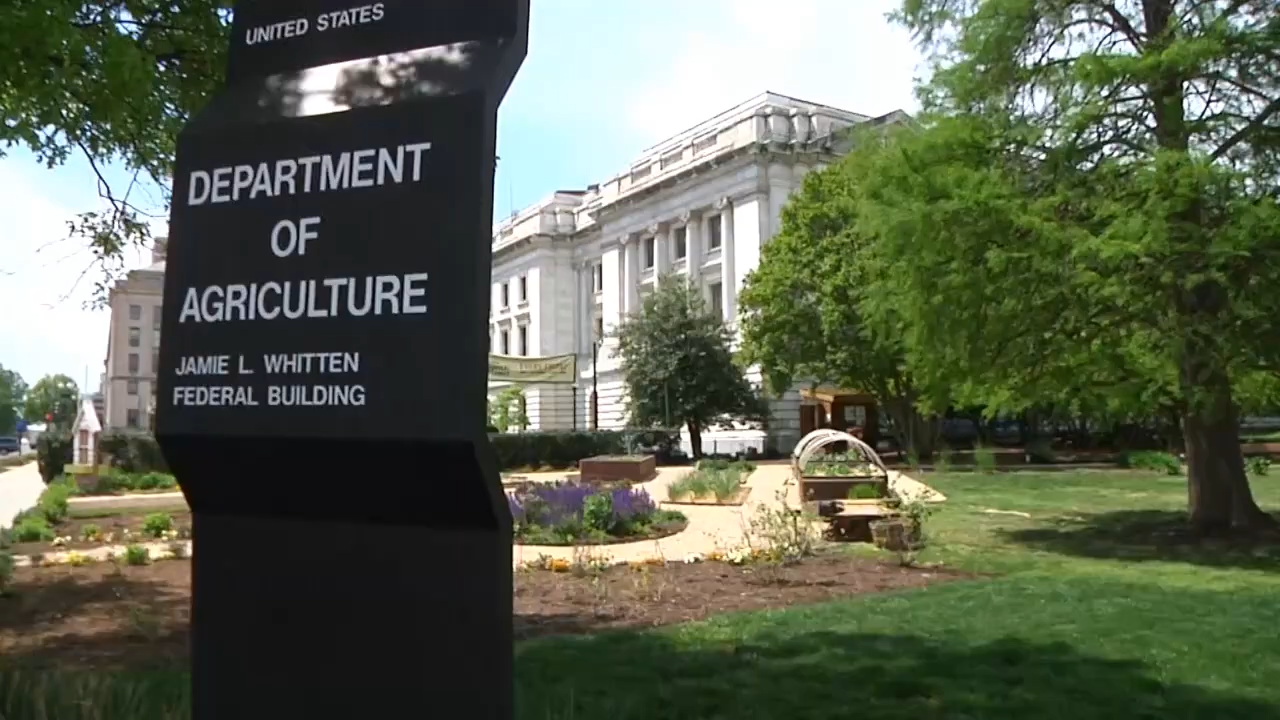 UNITED STATES
DEPARTMENT
OF
AGRICULTURE
JAMIE L. WHITTEN
FEDERAL BUILDING